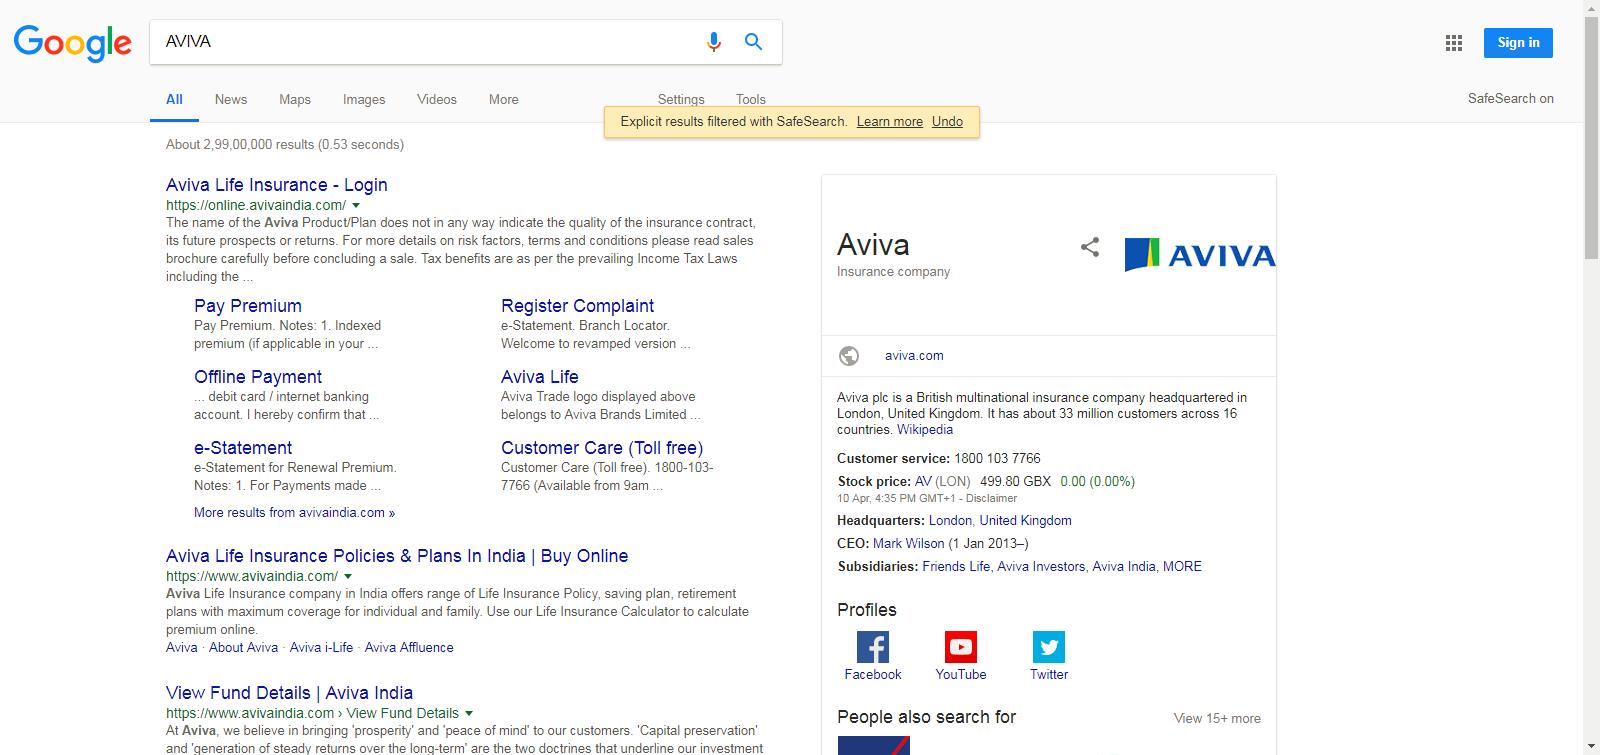 Google
AVIVA
Sign in
All News Maps Images Videos More Settings Tools
SafeSearch on
Explicit results filtered with SafeSearch. Learn more Undo
About 2,99,00,000 results (0.53 seconds)
Aviva Life Insurance - Login
https://online.avivaindia.com/
The name of the Aviva Product/Plan does not in any way indicate the quality of the insurance contract,
its future prospects or returns. For more details on risk factors, terms and conditions please read sales
brochure carefully before concluding a sale. Tax benefits are as per the prevailing Income Tax Laws
including the ...
Pay Premium
Pay Premium. Notes: 1. Indexed
premium (if applicable in your ...
Register Complaint
e-Statement. Branch Locator.
Welcome to revamped version ...
Offline Payment
... debit card / internet banking
account. I hereby confirm that ...
Aviva Life
Aviva Trade logo displayed above
belongs to Aviva Brands Limited ...
e-Statement
e-Statement for Renewal Premium.
Notes: 1. For Payments made ...
Customer Care (Toll free)
Customer Care (Toll free). 1800-103-
7766 (Available from 9am ...
More results from avivaindia.com »
Aviva Life Insurance Policies & Plans In India | Buy Online
https://www.avivaindia.com/
Aviva Life Insurance company in India offers range of Life Insurance Policy, saving plan, retirement
plans with maximum coverage for individual and family. Use our Life Insurance Calculator to calculate
premium online.
Aviva · About Aviva · Aviva i-Life · Aviva Affluence
View Fund Details | Aviva India
https://www.avivaindia.com › View Fund Details
At Aviva, we believe in bringing 'prosperity' and 'peace of mind' to our customers. 'Capital preservation'
and 'generation of steady returns over the long-term' are the two doctrines that underline our investment
Aviva
Insurance company
AVIVA
aviva.com
Aviva plc is a British multinational insurance company headquartered in
London, United Kingdom. It has about 33 million customers across 16
countries. Wikipedia
Customer service: 1800 103 7766
Stock price: AV (LON) 499.80 GBX 0.00 (0.00%)
10 Apr, 4:35 PM GMT+1 - Disclaimer
Headquarters: London, United Kingdom
CEO: Mark Wilson (1 Jan 2013–)
Subsidiaries: Friends Life, Aviva Investors, Aviva India, MORE
Profiles
Facebook YouTube Twitter
People also search for View 15+ more